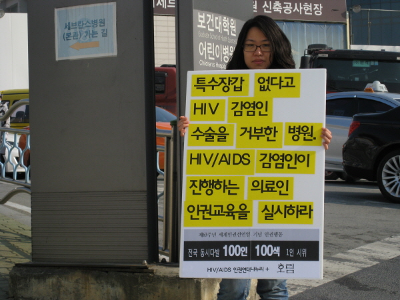 세브란스병원
(본관) 가는 길
보건대학원
어린이병원
신축공사현장
특수장갑 없다고
HIV 감염인
수술을 거부한 병원.
HIV/AIDS 감염인이
진행하는 의료인
인권교육을 실시하라
전국 동시다발 100인 100색 1인 시위
HIV/AIDS 인권연대나누리+